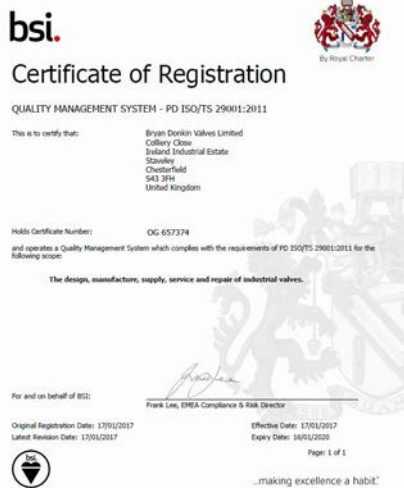 bsi.
By Royal Charter
Certificate of Registration
QUALITY MANAGEMENT SYSTEM - PD ISO/TS 29001:2011
This is to certify that:
Bryan Donkin Valves Limited
Colliery Close
Ireland Industrial Estate
Staveley
Chesterfield
S43 3FH
United Kingdom
Holds Certificate Number:
OG 657374
and operates a Quality Management System which complies with the requirements of PD ISO/TS 29001:2011 for the
following scope:
The design, manufacture, supply, service and repair of industrial valves.
For and on behalf of BSI:
Frank Lee, EMEA Compliance & Risk Director
Original Registration Date: 17/01/2017
Effective Date: 17/01/2017
Latest Revision Date: 17/01/2017
Expiry Date: 16/01/2020
Page: 1 of 1
bsi.
...making excellence a habit.™